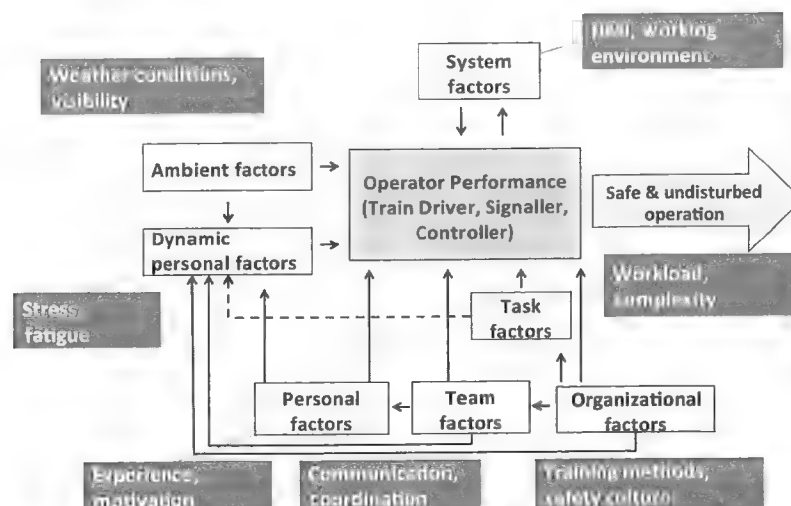 working
environment
Weather conditions,
visibility
System
factors
Ambient factors
Operator Performance
(Train Driver, Signaller,
Controller)
Safe & undisturbed
operation
Dynamic
personal factors
Workload,
complexity
Stress
fatigue
Task
factors
Personal
factors
Team
factors
Organizational
factors
Experience,
motivation
Communication,
coordination
Training methods,
safety culture